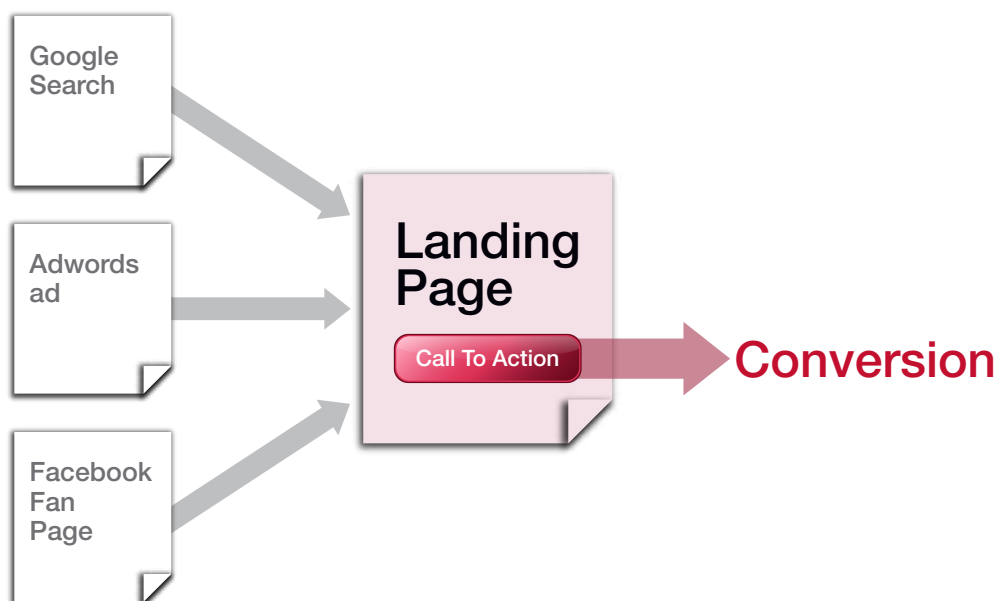 Google
Search
Adwords
ad
Facebook
Fan
Page
Landing
Page
Call To Action
Conversion